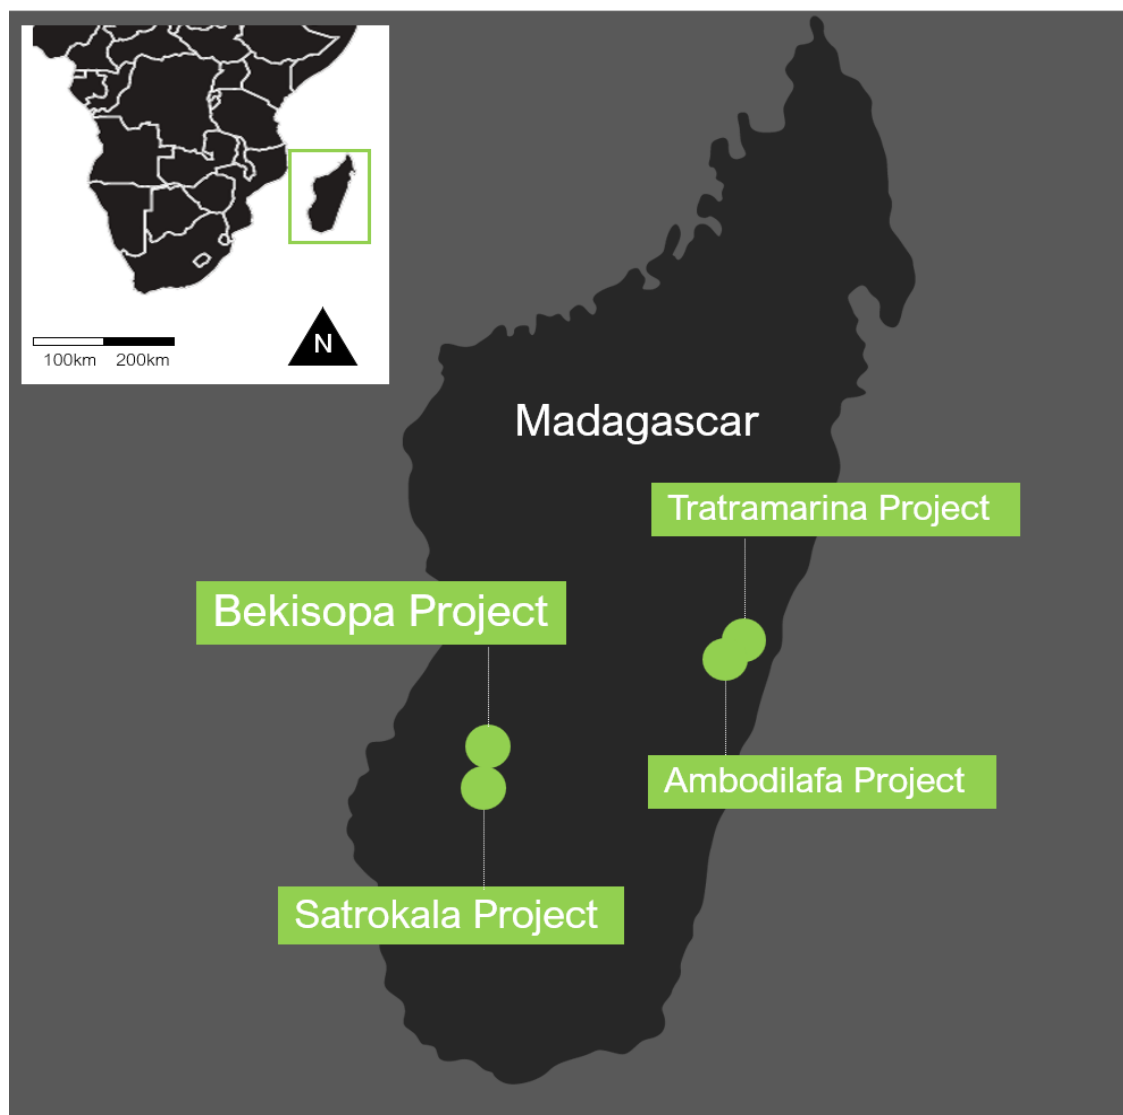 100km 200km
N
Madagascar
Tratramarina Project
Bekisopa Project
Ambodilafa Project
Satrokala Project